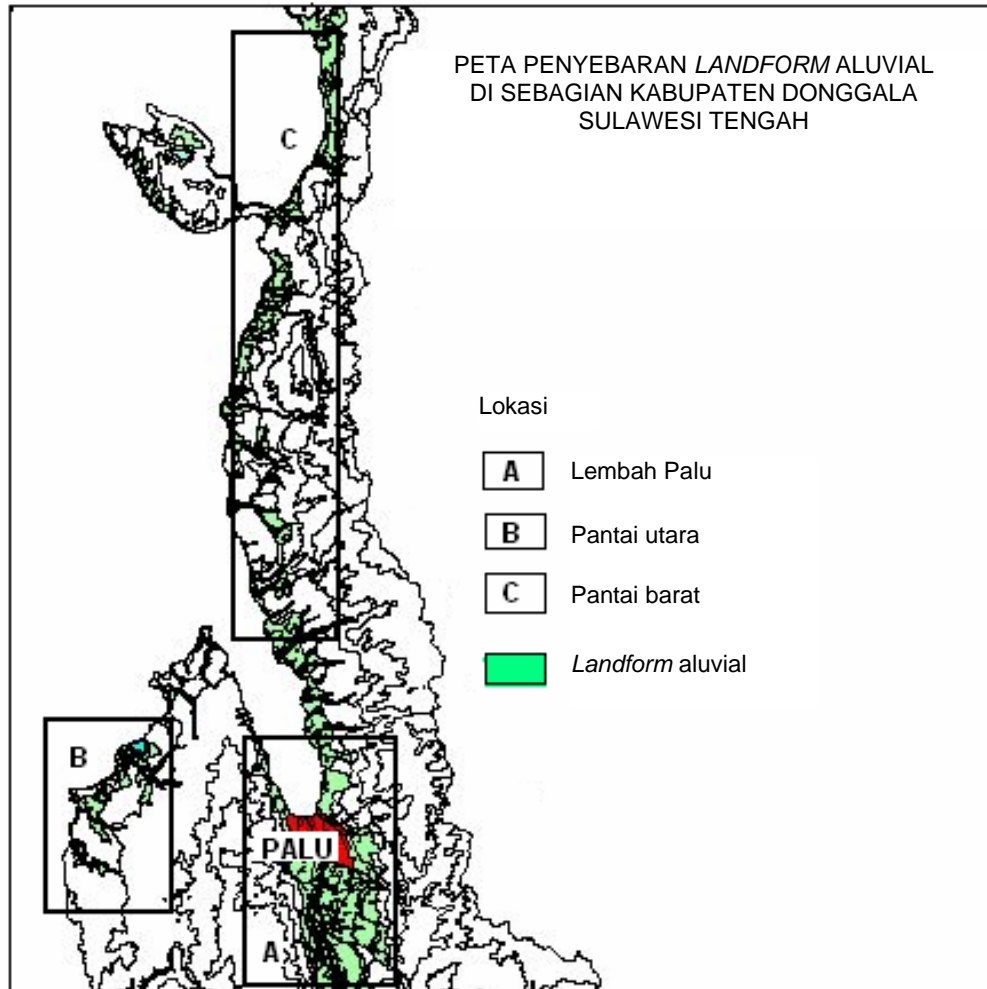 PETA PENYEBARAN LANDFORM ALUVIAL
DI SEBAGIAN KABUPATEN DONGGALA
SULAWESI TENGAH
C
Lokasi
A Lembah Palu
B Pantai utara
C Pantai barat
Landform aluvial
B
PALU
A